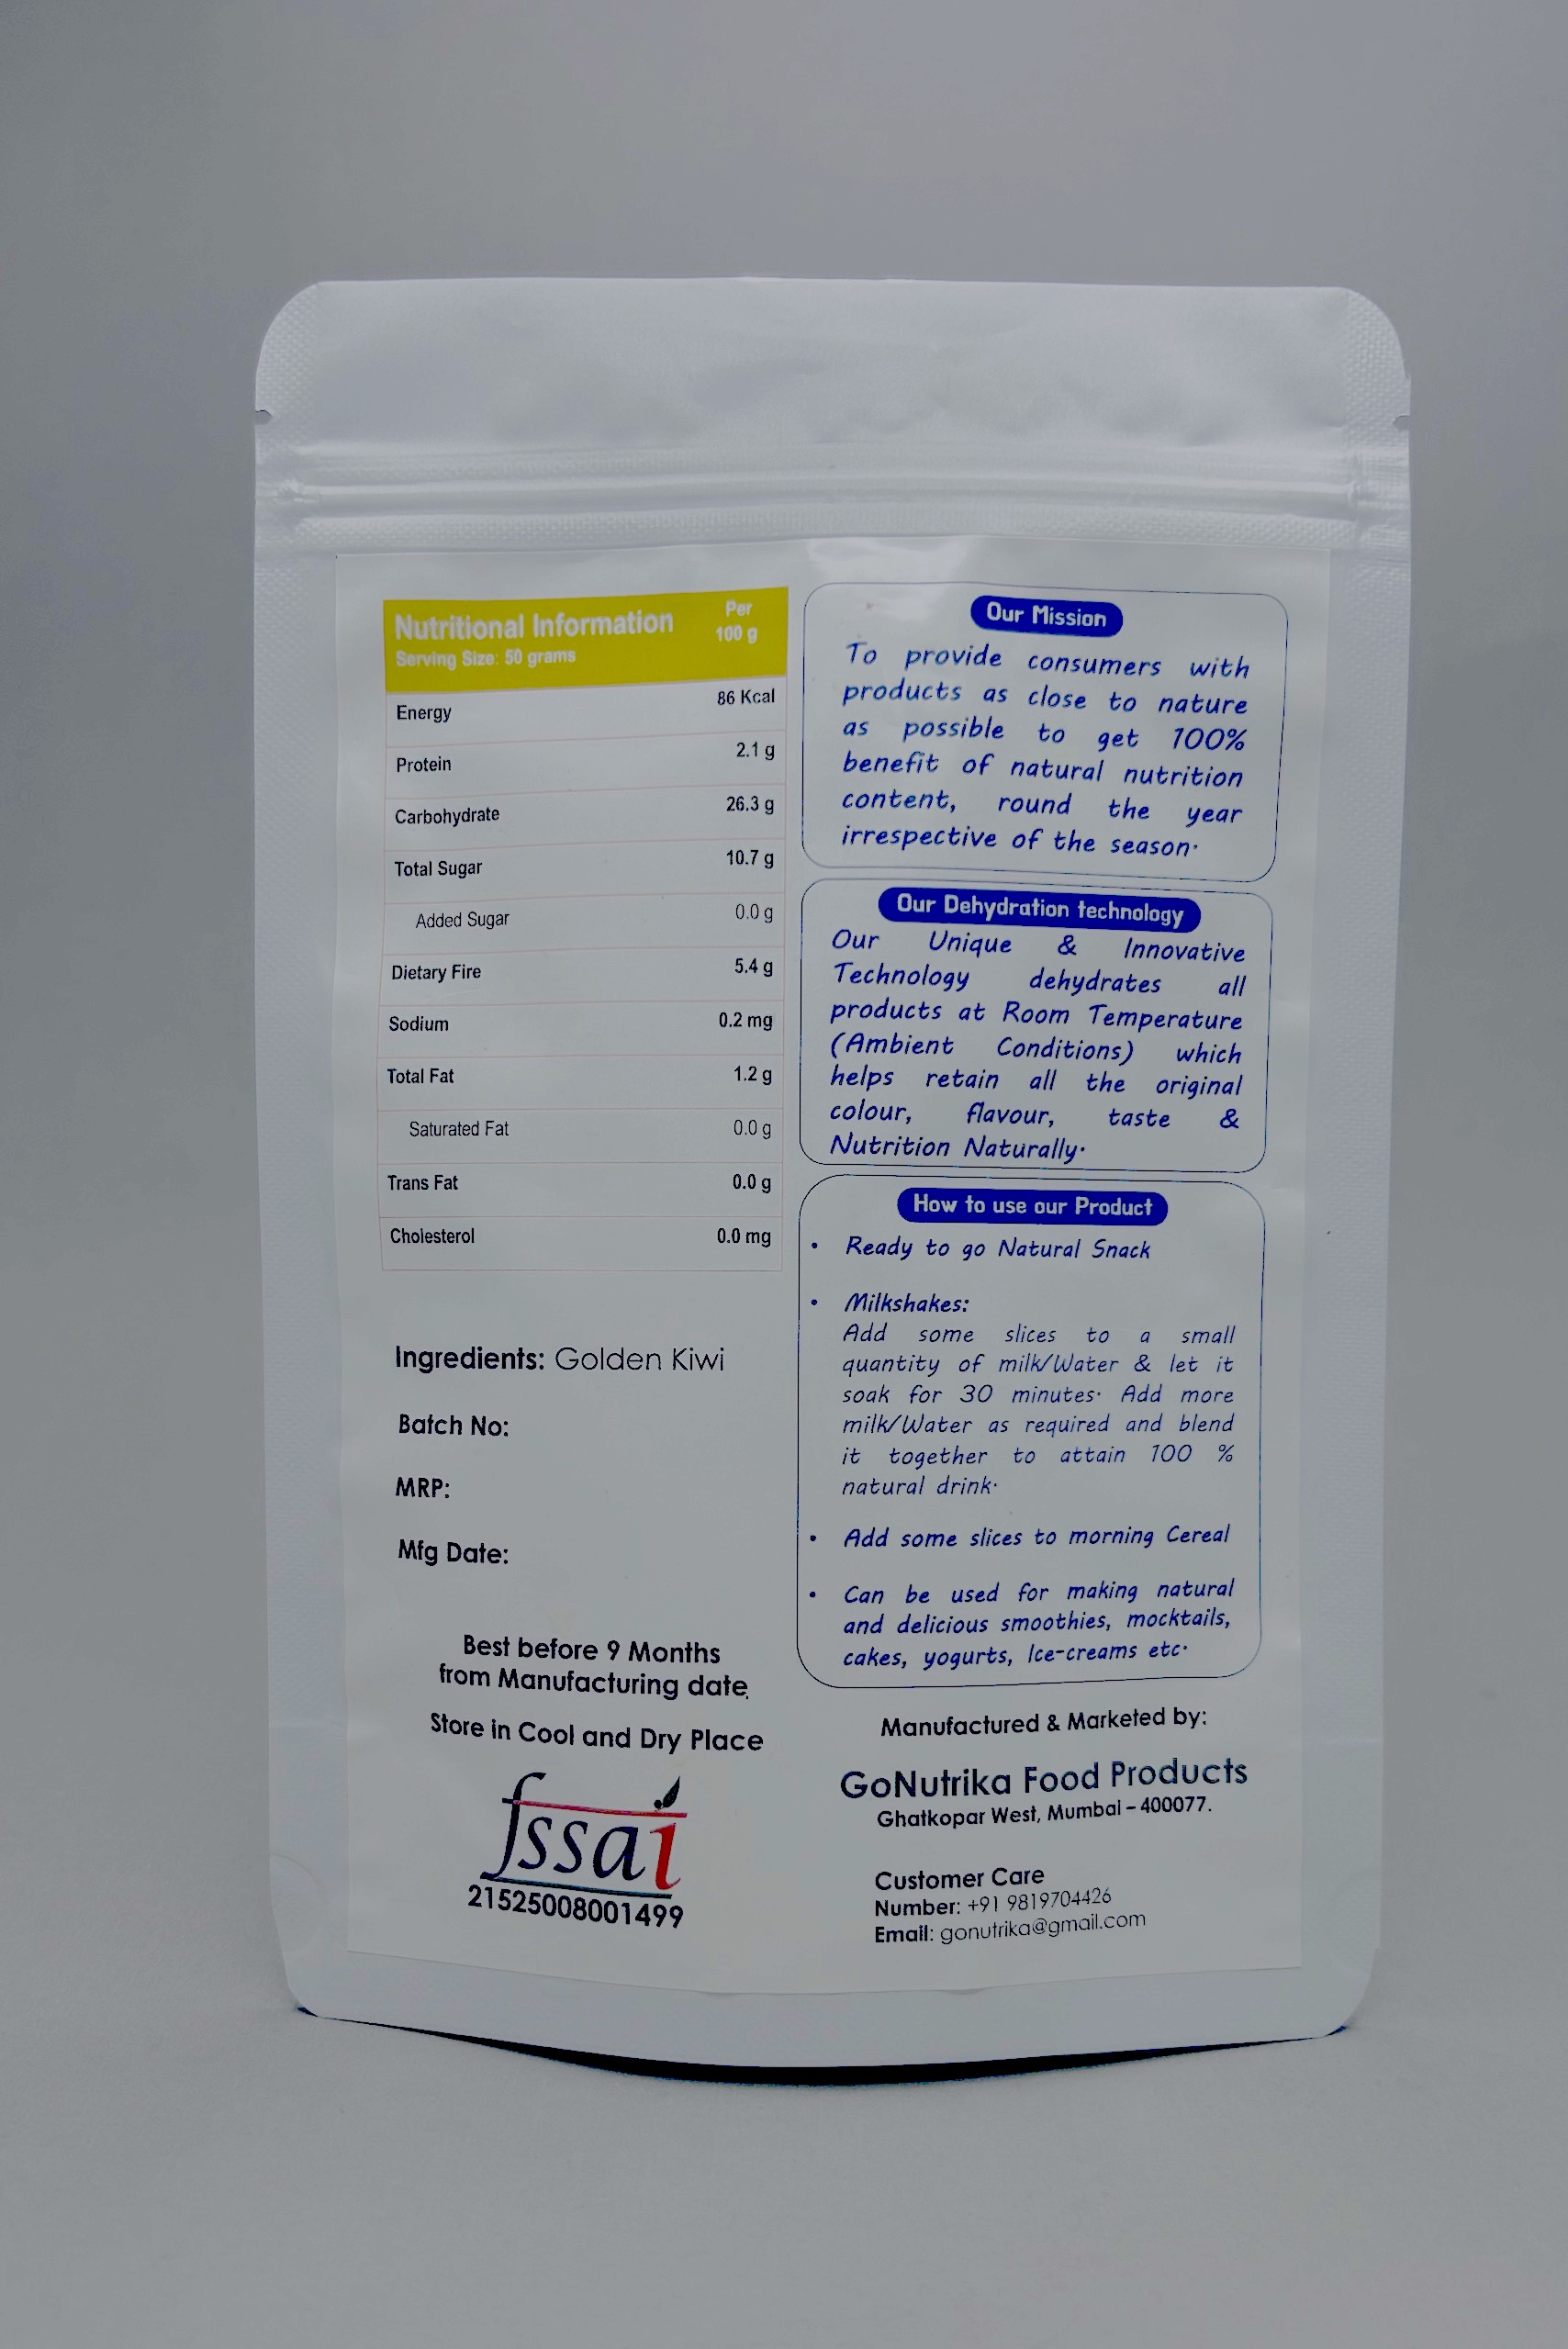 Nutritional Information Per
Serving Size: 50 grams 100 g
Energy 86 Kcal
Protein 2.1 g
Carbohydrate 26.3 g
Total Sugar 10.7 g
Added Sugar 0.0 g
Dietary Fire 5.4 g
Sodium 0.2 mg
Total Fat 1.2 g
Saturated Fat 0.0 g
Trans Fat 0.0 g
Cholesterol 0.0 mg
Ingredients: Golden Kiwi
Batch No:
MRP:
Mfg Date:
Best before 9 Months
from Manufacturing date.
Store in Cool and Dry Place
fssai
21525008001499
Our Mission
To provide consumers with
products as close to nature
as possible to get 100%
benefit of natural nutrition
content, round the year
irrespective of the season.
Our Dehydration technology
Our Unique & Innovative
Technology dehydrates all
products at Room Temperature
(Ambient Conditions) which
helps retain all the original
colour, flavour, taste &
Nutrition Naturally.
How to use our Product
• Ready to go Natural Snack
• Milkshakes:
Add some slices to a small
quantity of milk/Water & let it
soak for 30 minutes. Add more
milk/Water as required and blend
it together to attain 100 %
natural drink.
• Add some slices to morning Cereal
• Can be used for making natural
and delicious smoothies, mocktails,
cakes, yogurts, Ice-creams etc.
Manufactured & Marketed by:
GoNutrika Food Products
Ghatkopar West, Mumbai – 400077.
Customer Care
Number: +91 9819704426
Email: gonutrika@gmail.com